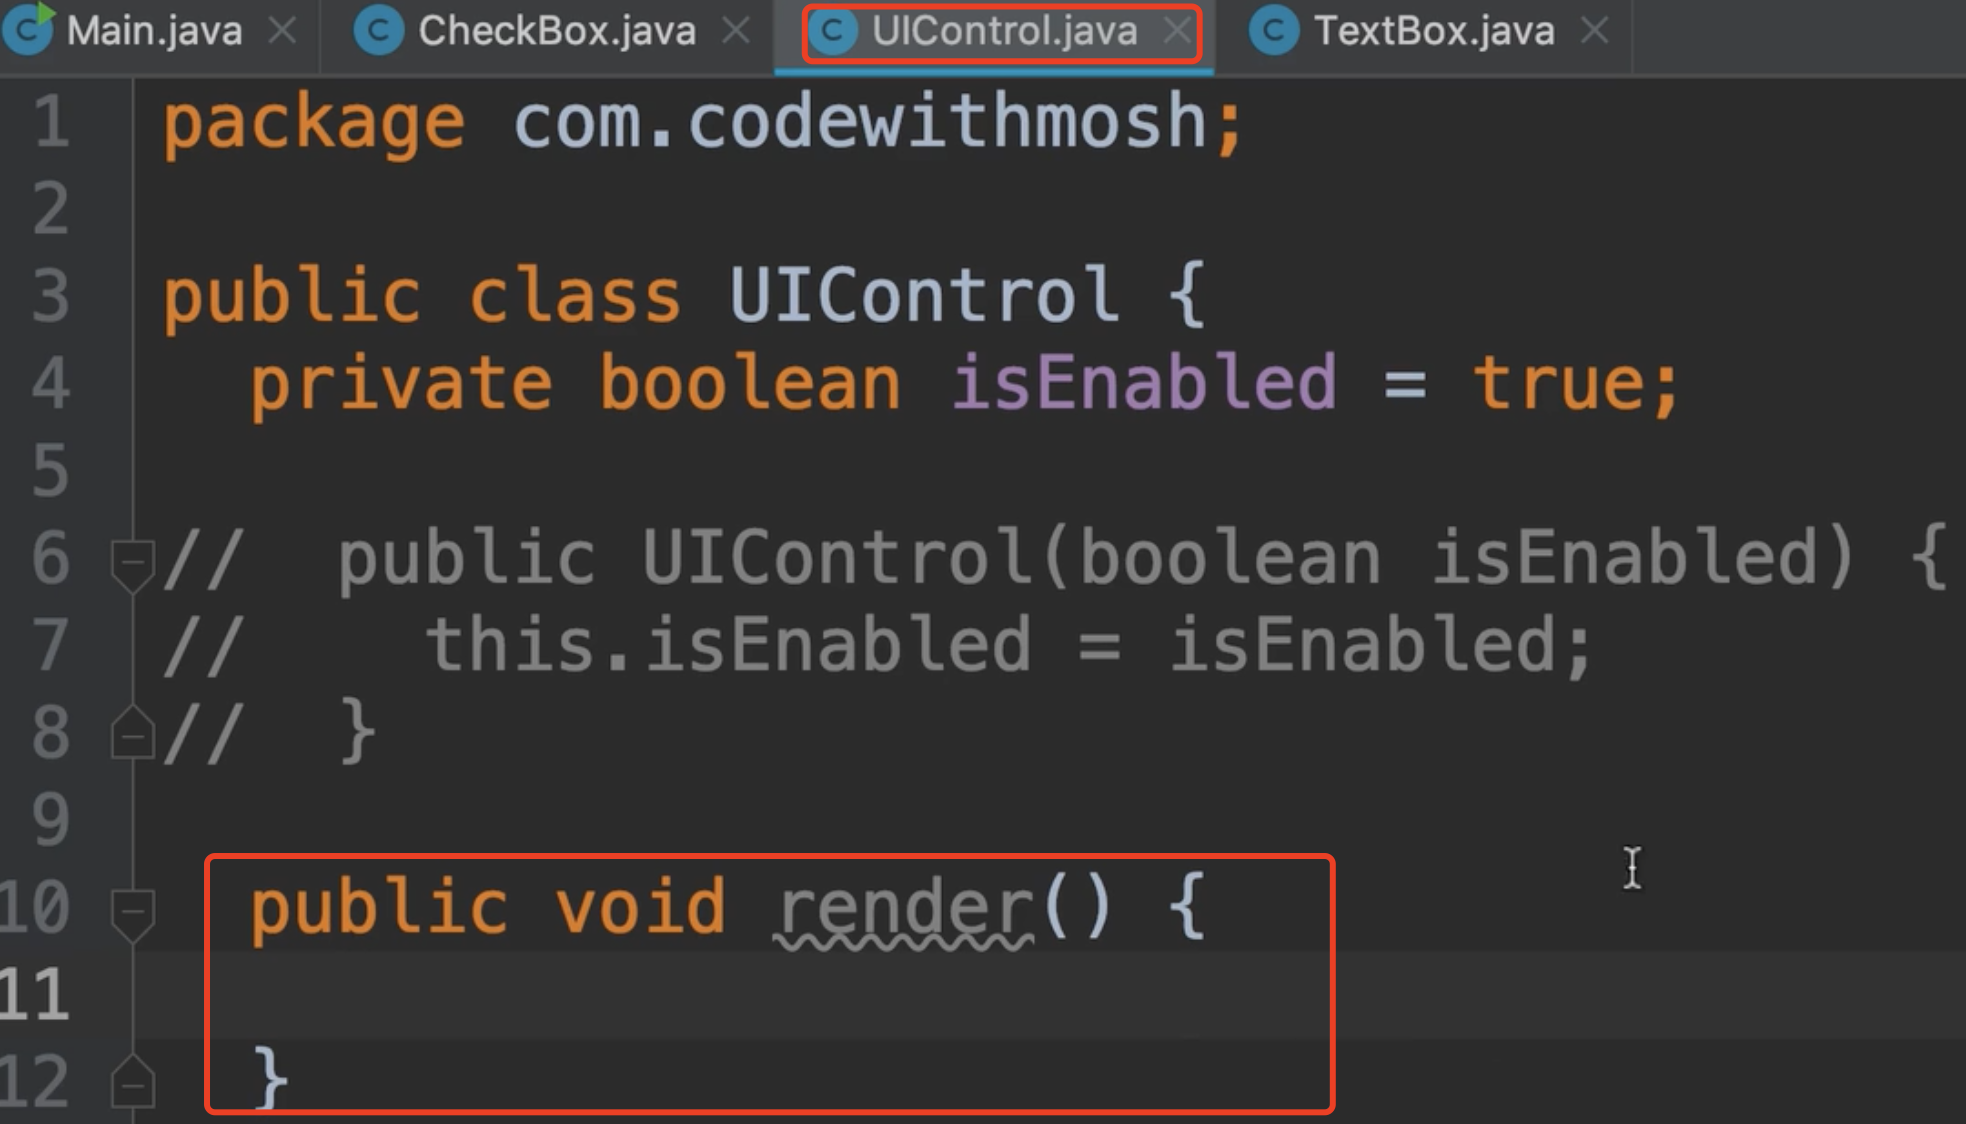 Main.java CheckBox.java UIControl.java TextBox.java
1 package com.codewithmosh;
2
3 public class UIControl {
4   private boolean isEnabled = true;
5
6 //  public UIControl(boolean isEnabled) {
7 //    this.isEnabled = isEnabled;
8 //  }
9
10   public void render() {
11
12   }